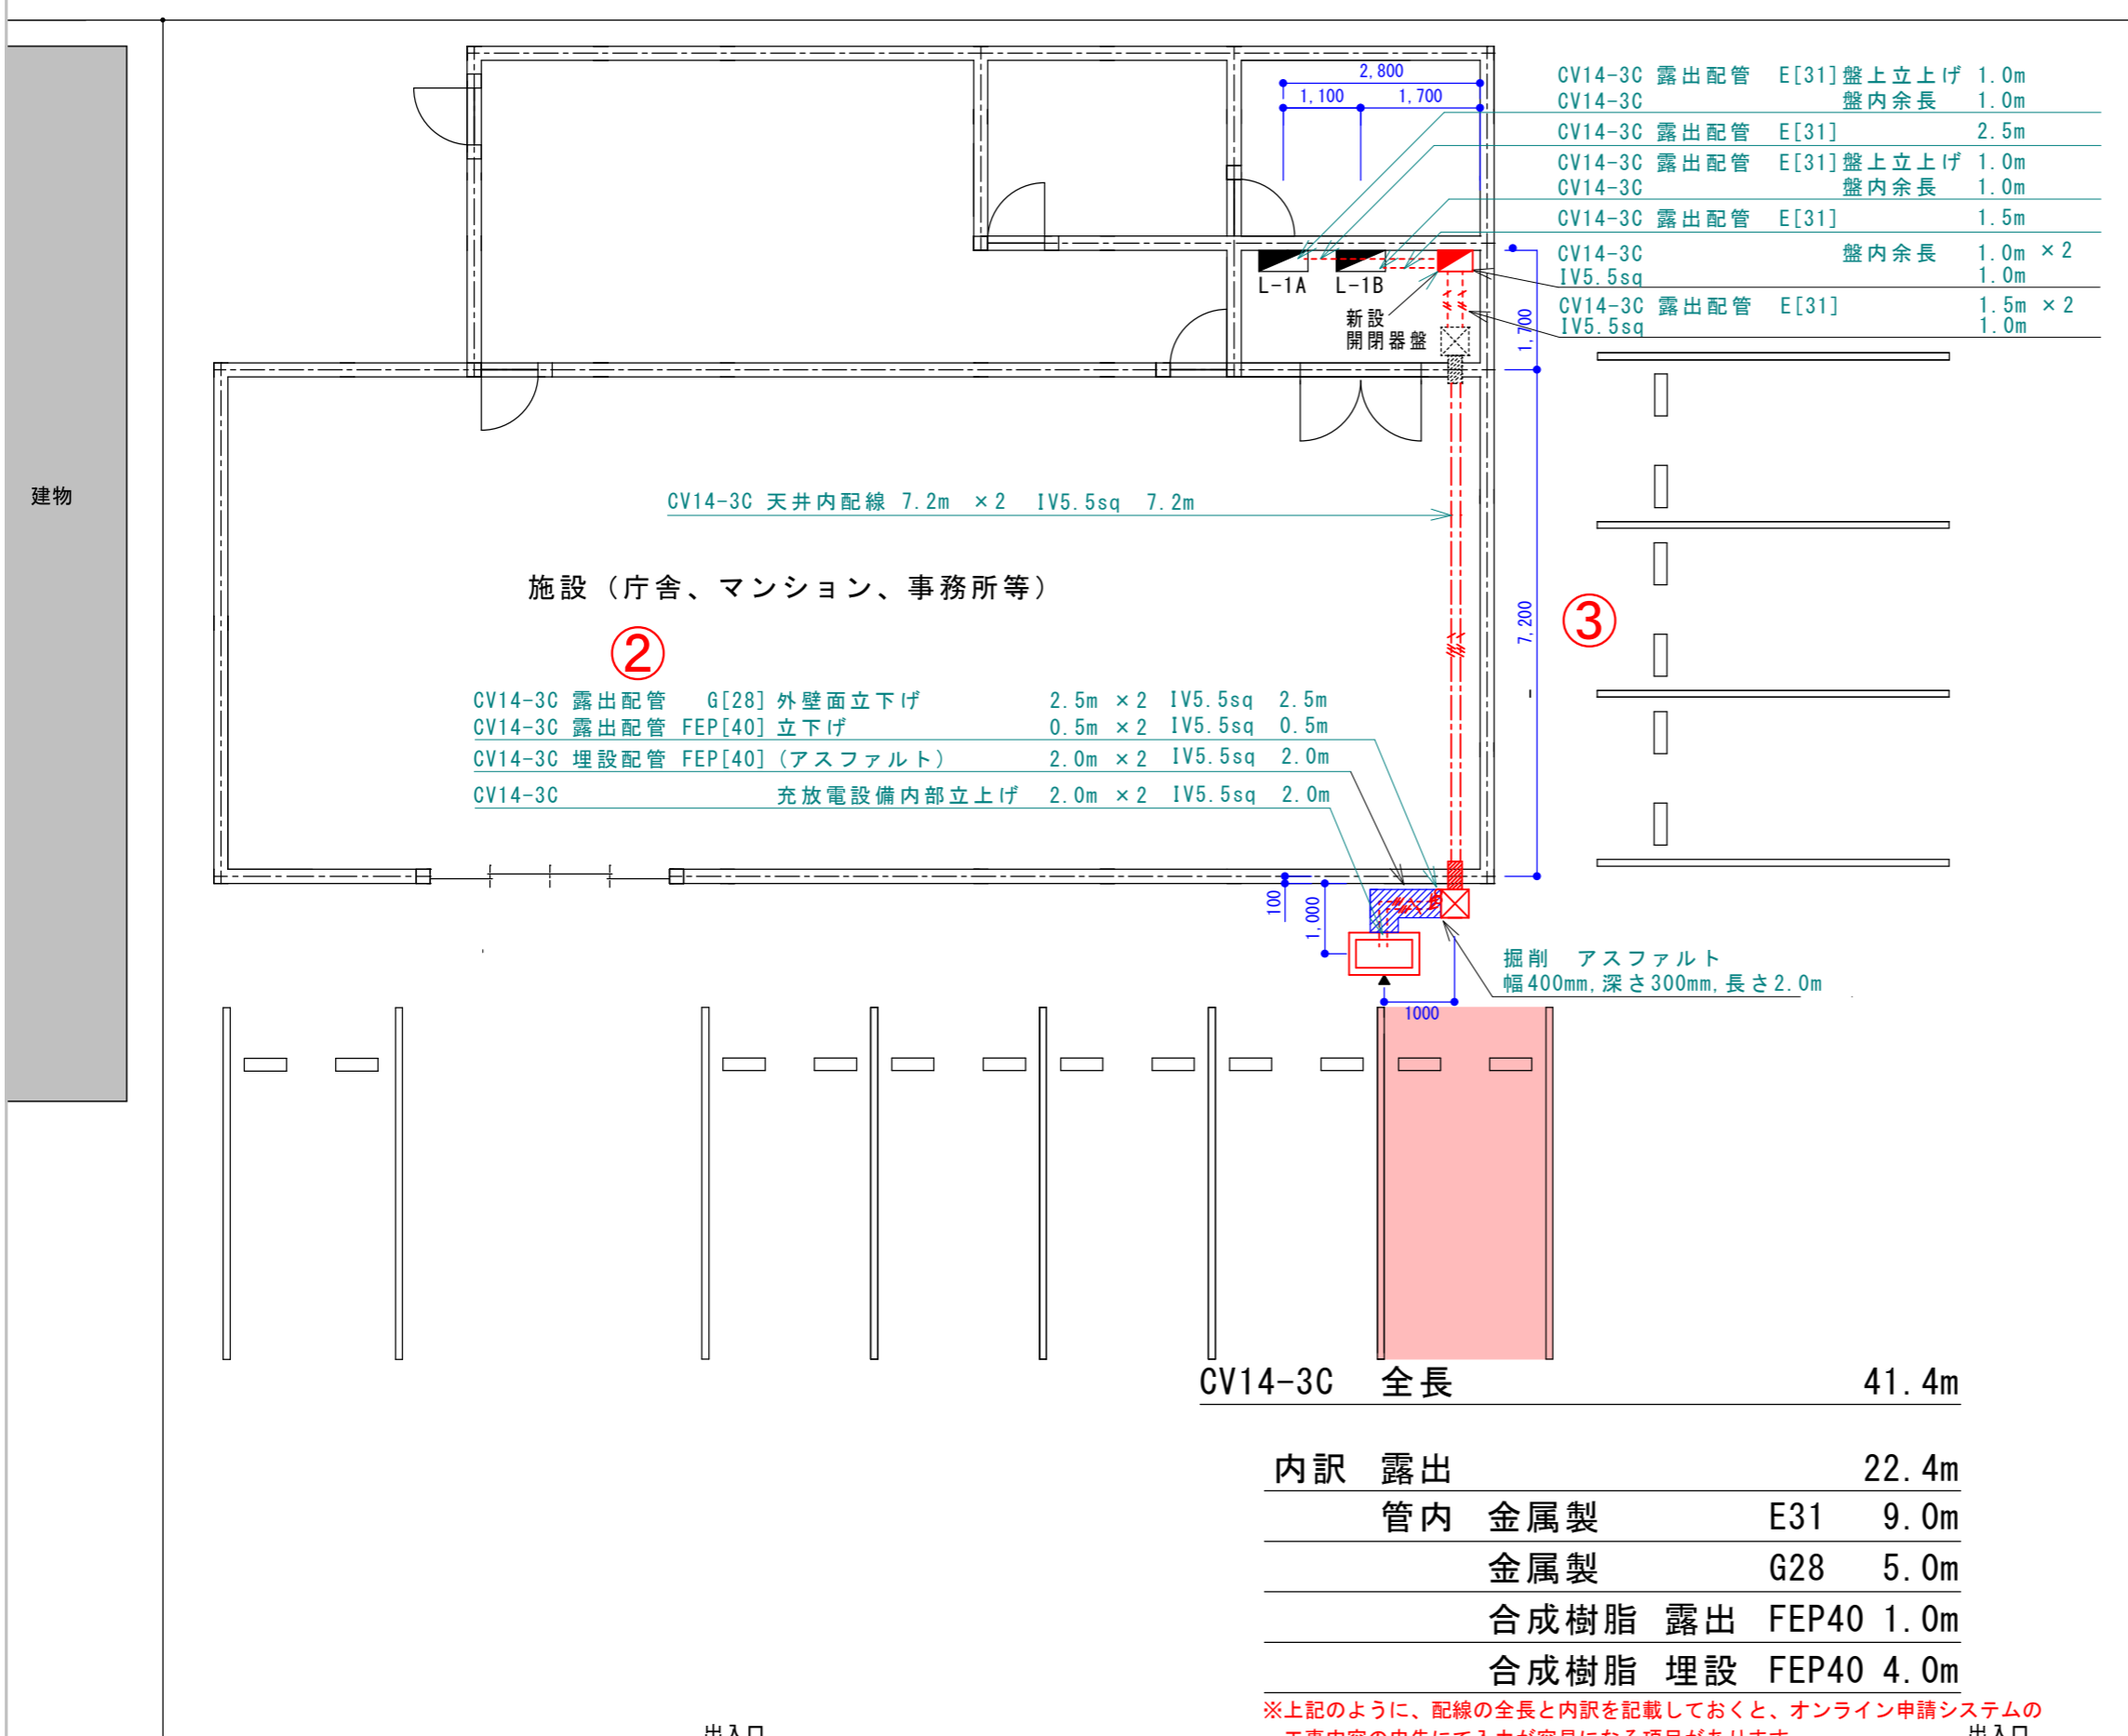 2,800
1,100 1,700
CV14-3C 露出配管 E[31]盤上立上げ 1.0m
CV14-3C 盤内余長 1.0m
CV14-3C 露出配管 E[31] 2.5m
CV14-3C 露出配管 E[31]盤上立上げ 1.0m
CV14-3C 盤内余長 1.0m
CV14-3C 露出配管 E[31] 1.5m
CV14-3C 盤内余長 1.0m ×2
IV5.5sq 1.0m
CV14-3C 露出配管 E[31] 1.5m ×2
IV5.5sq 1.0m
L-1A L-1B
新設
開閉器盤
1,700
建物
CV14-3C 天井内配線 7.2m ×2 IV5.5sq 7.2m
施設（庁舎、マンション、事務所等）
②
③
7,200
CV14-3C 露出配管 G[28] 外壁面立下げ 2.5m ×2 IV5.5sq 2.5m
CV14-3C 露出配管 FEP[40] 立下げ 0.5m ×2 IV5.5sq 0.5m
CV14-3C 埋設配管 FEP[40] (アスファルト) 2.0m ×2 IV5.5sq 2.0m
CV14-3C 充放電設備内部立上げ 2.0m ×2 IV5.5sq 2.0m
100
1,000
掘削 アスファルト
幅400mm,深さ300mm,長さ2.0m
1000
CV14-3C 全長 41.4m
内訳 露出 22.4m
管内 金属製 E31 9.0m
金属製 G28 5.0m
合成樹脂 露出 FEP40 1.0m
合成樹脂 埋設 FEP40 4.0m
※上記のように、配線の全長と内訳を記載しておくと、オンライン申請システムの
出入口
出入口